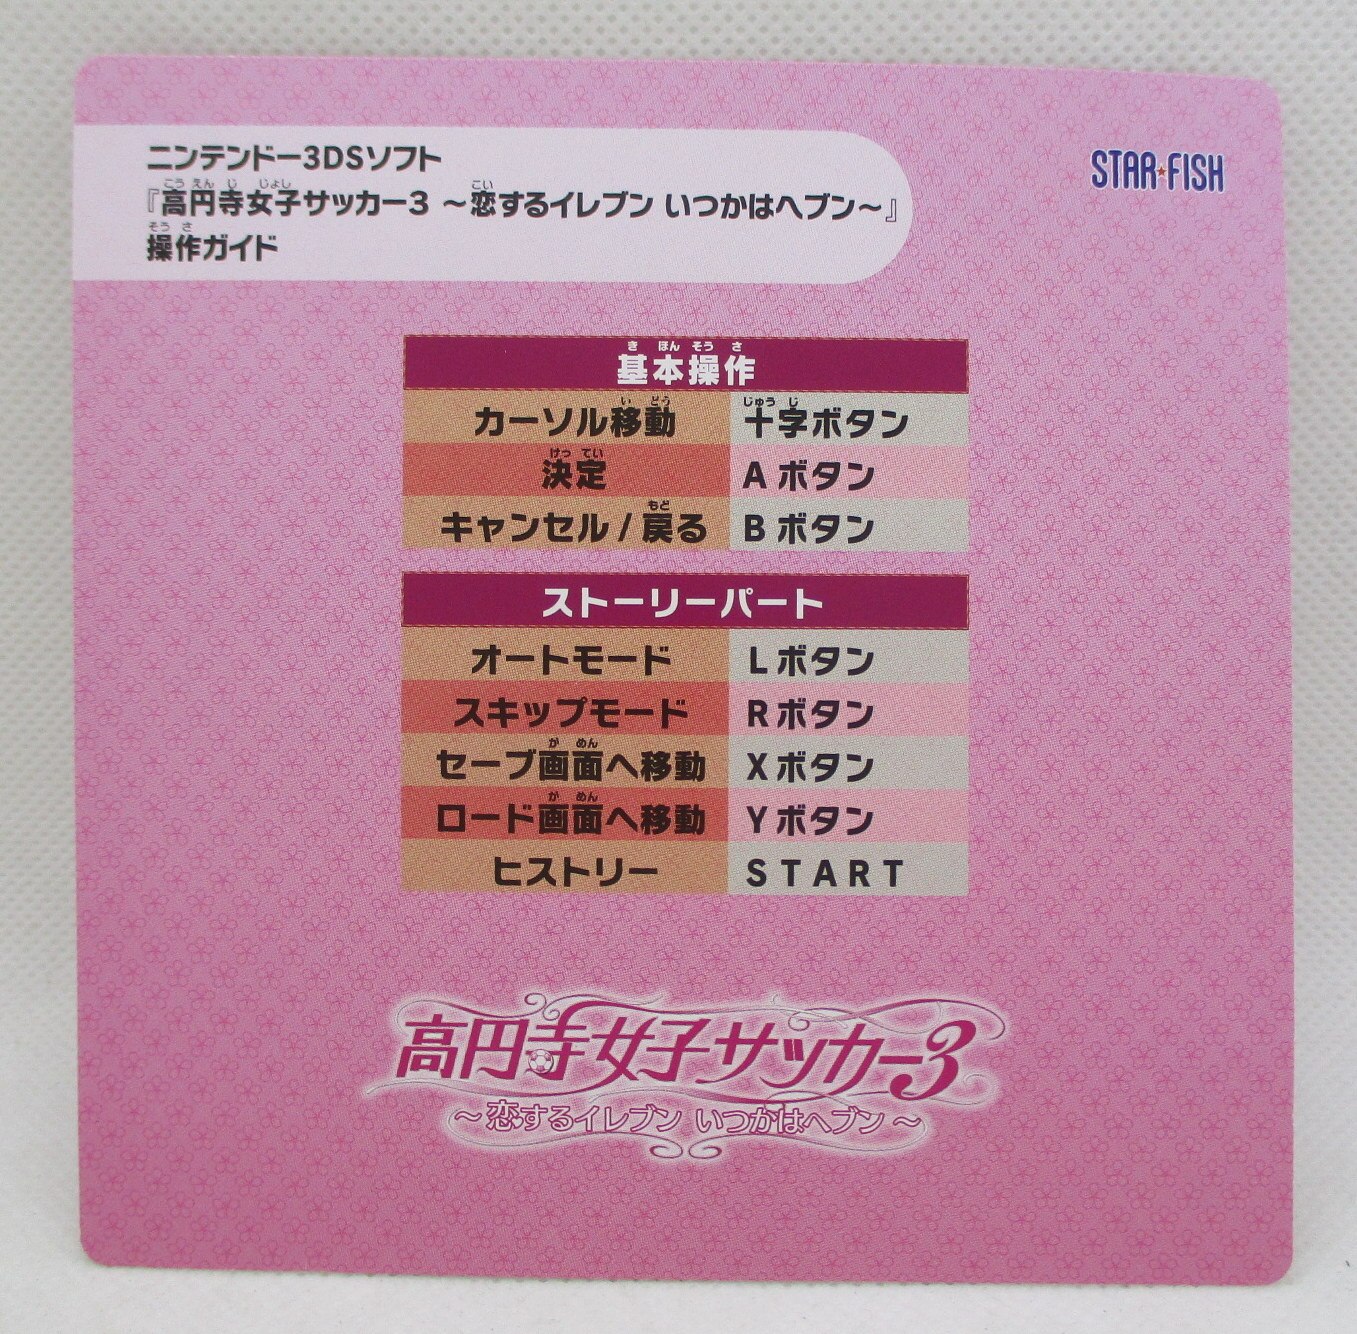 ニンテンドー3DSソフト
STAR★FISH
『高円寺女子サッカー3 ～恋するイレブン いつかはヘブン～』
操作ガイド
基本操作
カーソル移動 十字ボタン
決定 A ボタン
キャンセル / 戻る B ボタン
ストーリーパート
オートモード L ボタン
スキップモード R ボタン
セーブ画面へ移動 X ボタン
ロード画面へ移動 Y ボタン
ヒストリー START
高円寺女子サッカー3
～恋するイレブン いつかはヘブン～